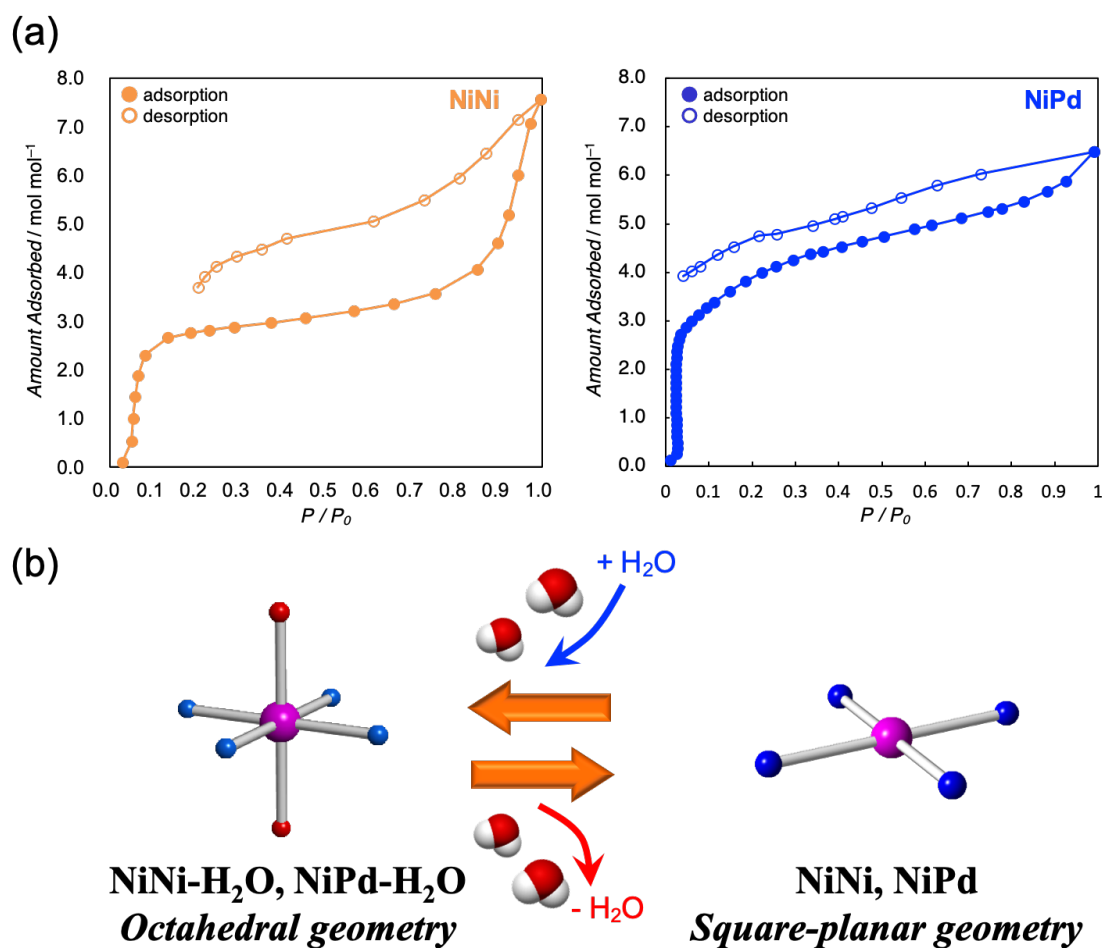 (a)
8.0
7.0
6.0
5.0
4.0
3.0
2.0
1.0
0.0
Amount Adsorbed / mol mol⁻¹
adsorption
desorption
NiNi
0.0 0.1 0.2 0.3 0.4 0.5 0.6 0.7 0.8 0.9 1.0
P / P₀
8.0
7.0
6.0
5.0
4.0
3.0
2.0
1.0
0.0
Amount Adsorbed / mol mol⁻¹
adsorption
desorption
NiPd
0 0.1 0.2 0.3 0.4 0.5 0.6 0.7 0.8 0.9 1
P / P₀
(b)
+ H₂O
- H₂O
NiNi-H₂O, NiPd-H₂O
Octahedral geometry
NiNi, NiPd
Square-planar geometry